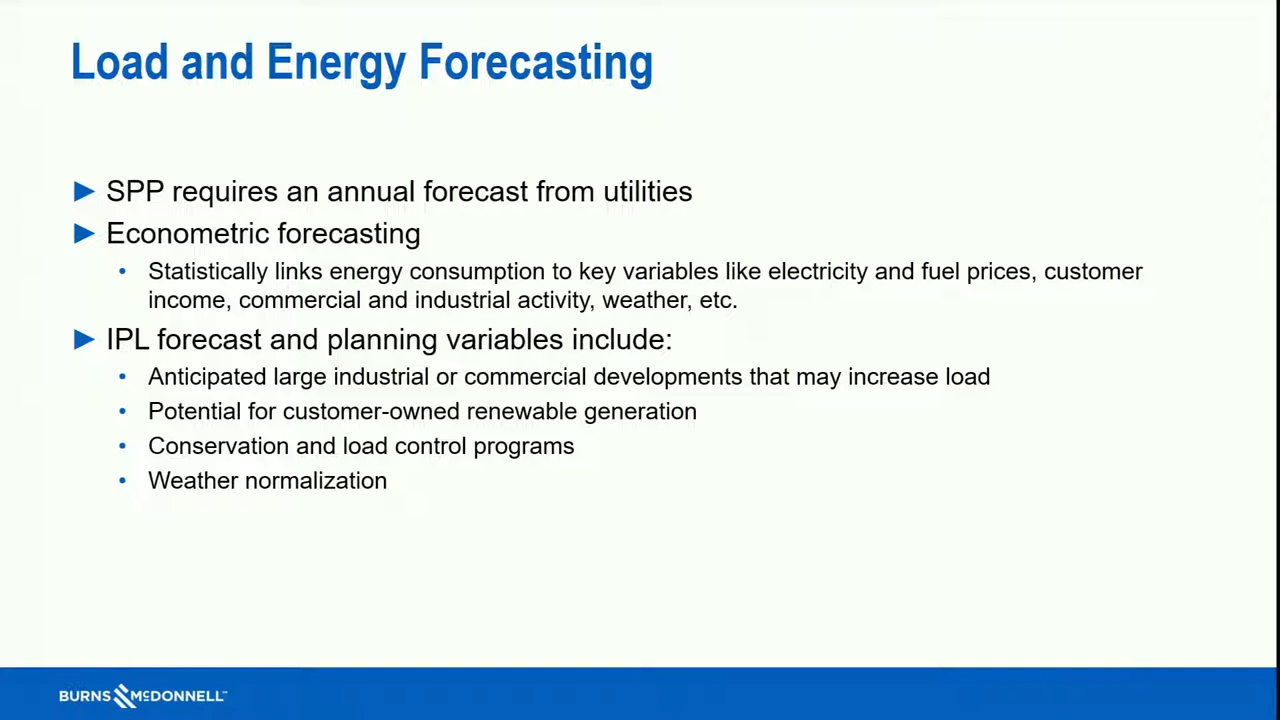 Load and Energy Forecasting
► SPP requires an annual forecast from utilities
► Econometric forecasting
• Statistically links energy consumption to key variables like electricity and fuel prices, customer
income, commercial and industrial activity, weather, etc.
► IPL forecast and planning variables include:
• Anticipated large industrial or commercial developments that may increase load
• Potential for customer-owned renewable generation
• Conservation and load control programs
• Weather normalization
BURNS McDONNELL™